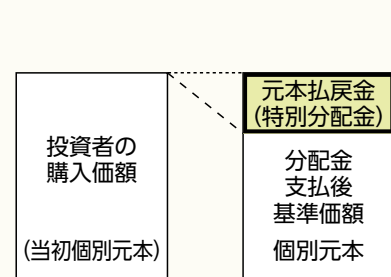 投資者の
購入価額
(当初個別元本)
元本払戻金
(特別分配金)
分配金
支払後
基準価額
個別元本